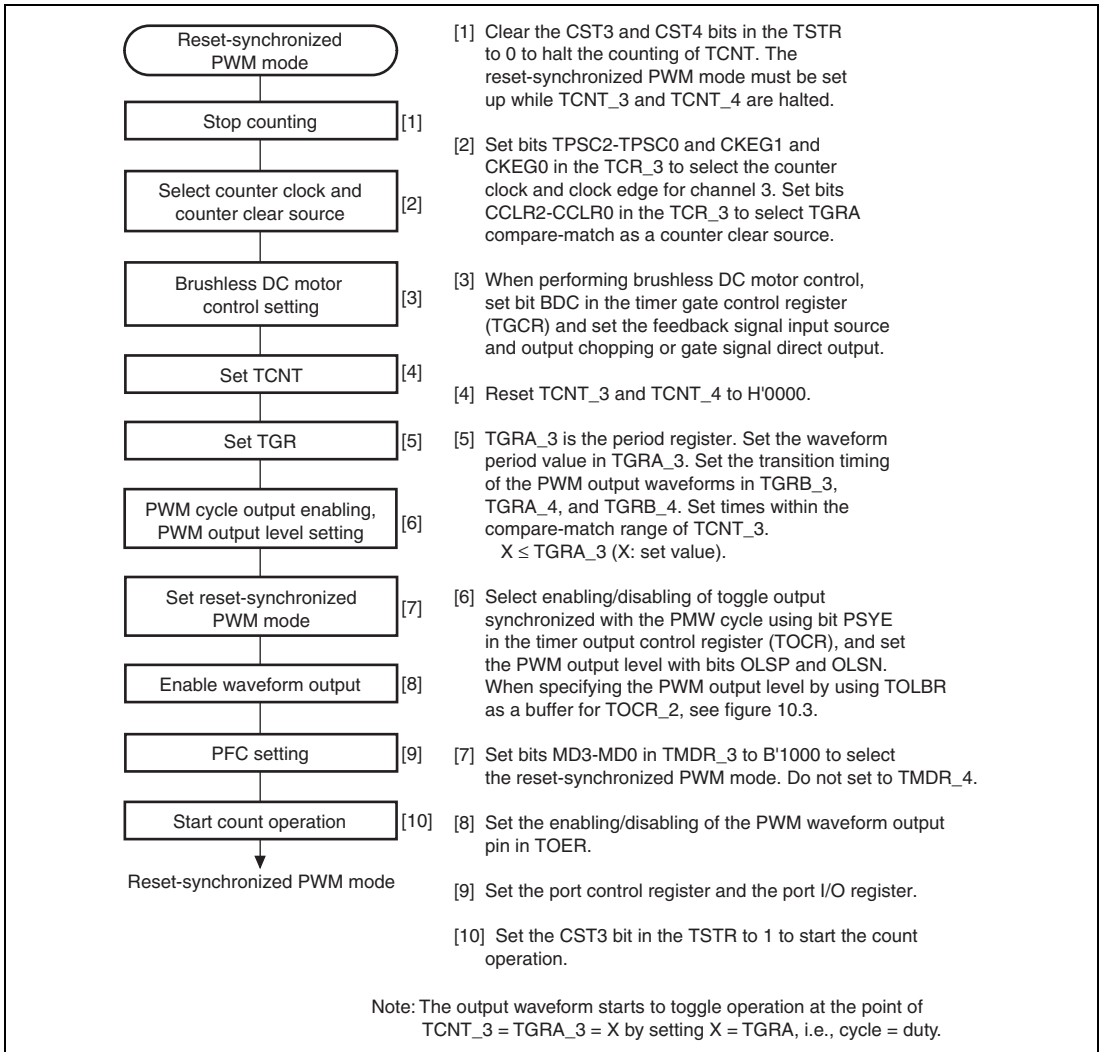 Reset-synchronized
PWM mode
Stop counting
[1]
Select counter clock and
counter clear source
[2]
Brushless DC motor
control setting
[3]
Set TCNT
[4]
Set TGR
[5]
PWM cycle output enabling,
PWM output level setting
[6]
Set reset-synchronized
PWM mode
[7]
Enable waveform output
[8]
PFC setting
[9]
Start count operation
[10]
Reset-synchronized PWM mode
[1] Clear the CST3 and CST4 bits in the TSTR
to 0 to halt the counting of TCNT. The
reset-synchronized PWM mode must be set
up while TCNT_3 and TCNT_4 are halted.
[2] Set bits TPSC2-TPSC0 and CKEG1 and
CKEG0 in the TCR_3 to select the counter
clock and clock edge for channel 3. Set bits
CCLR2-CCLR0 in the TCR_3 to select TGRA
compare-match as a counter clear source.
[3] When performing brushless DC motor control,
set bit BDC in the timer gate control register
(TGCR) and set the feedback signal input source
and output chopping or gate signal direct output.
[4] Reset TCNT_3 and TCNT_4 to H'0000.
[5] TGRA_3 is the period register. Set the waveform
period value in TGRA_3. Set the transition timing
of the PWM output waveforms in TGRB_3,
TGRA_4, and TGRB_4. Set times within the
compare-match range of TCNT_3.
X ≤ TGRA_3 (X: set value).
[6] Select enabling/disabling of toggle output
synchronized with the PMW cycle using bit PSYE
in the timer output control register (TOCR), and set
the PWM output level with bits OLSP and OLSN.
When specifying the PWM output level by using TOLBR
as a buffer for TOCR_2, see figure 10.3.
[7] Set bits MD3-MD0 in TMDR_3 to B'1000 to select
the reset-synchronized PWM mode. Do not set to TMDR_4.
[8] Set the enabling/disabling of the PWM waveform output
pin in TOER.
[9] Set the port control register and the port I/O register.
[10] Set the CST3 bit in the TSTR to 1 to start the count
operation.
Note: The output waveform starts to toggle operation at the point of
TCNT_3 = TGRA_3 = X by setting X = TGRA, i.e., cycle = duty.